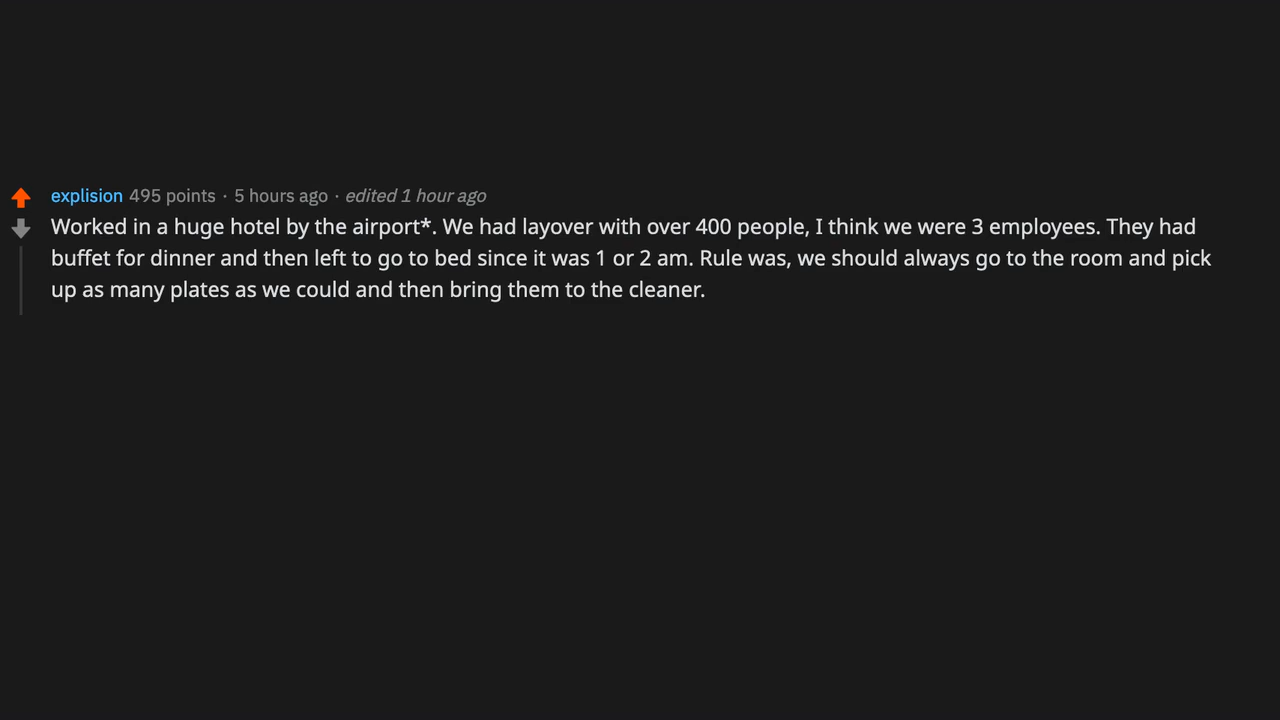 explision 495 points · 5 hours ago · edited 1 hour ago
Worked in a huge hotel by the airport*. We had layover with over 400 people, I think we were 3 employees. They had
buffet for dinner and then left to go to bed since it was 1 or 2 am. Rule was, we should always go to the room and pick
up as many plates as we could and then bring them to the cleaner.